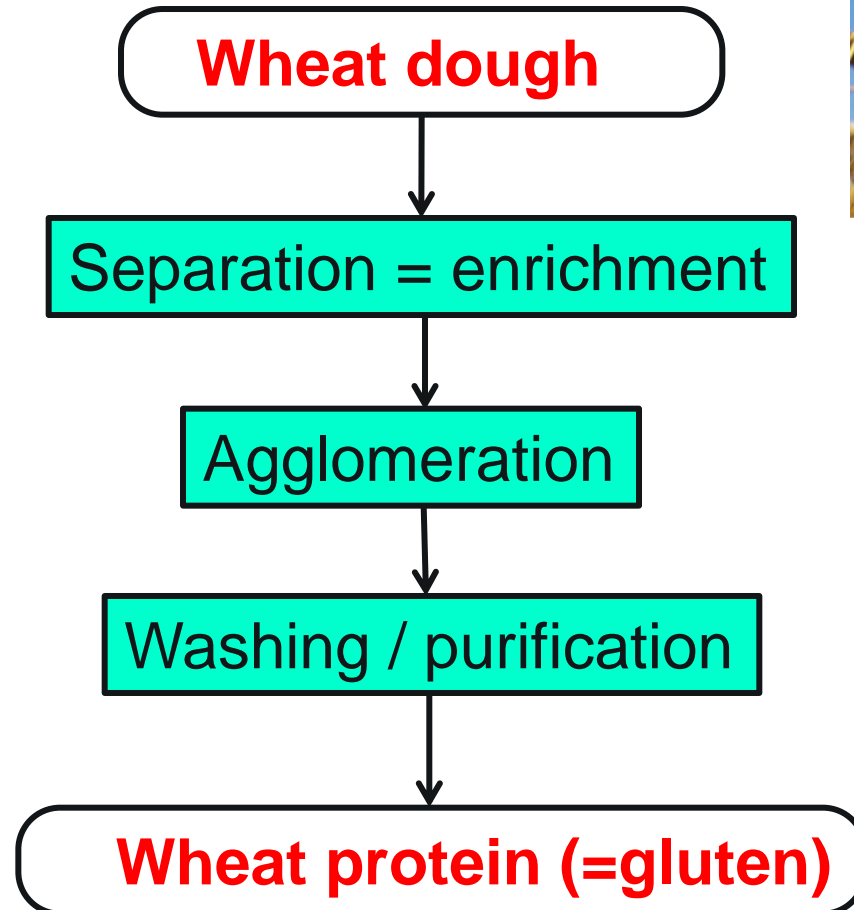 Wheat dough
Separation = enrichment
Agglomeration
Washing / purification
Wheat protein (=gluten)